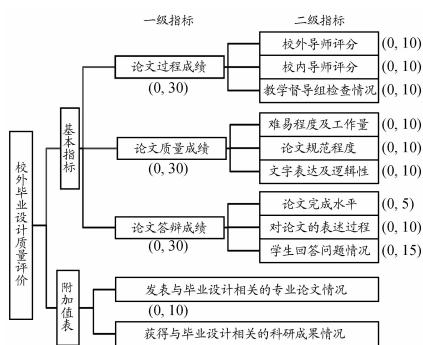 一级指标
二级指标
校外毕业设计质量评价
基本指标
论文过程成绩
(0, 30)
校外导师评分
(0, 10)
校内导师评分
(0, 10)
教学督导组检查情况
(0, 10)
论文质量成绩
(0, 30)
难易程度及工作量
(0, 10)
论文规范程度
(0, 10)
文字表达及逻辑性
(0, 10)
论文答辩成绩
(0, 30)
论文完成水平
(0, 5)
对论文的表述过程
(0, 10)
学生回答问题情况
(0, 15)
附加值表
发表与毕业设计相关的专业论文情况
(0, 10)
获得与毕业设计相关的科研成果情况